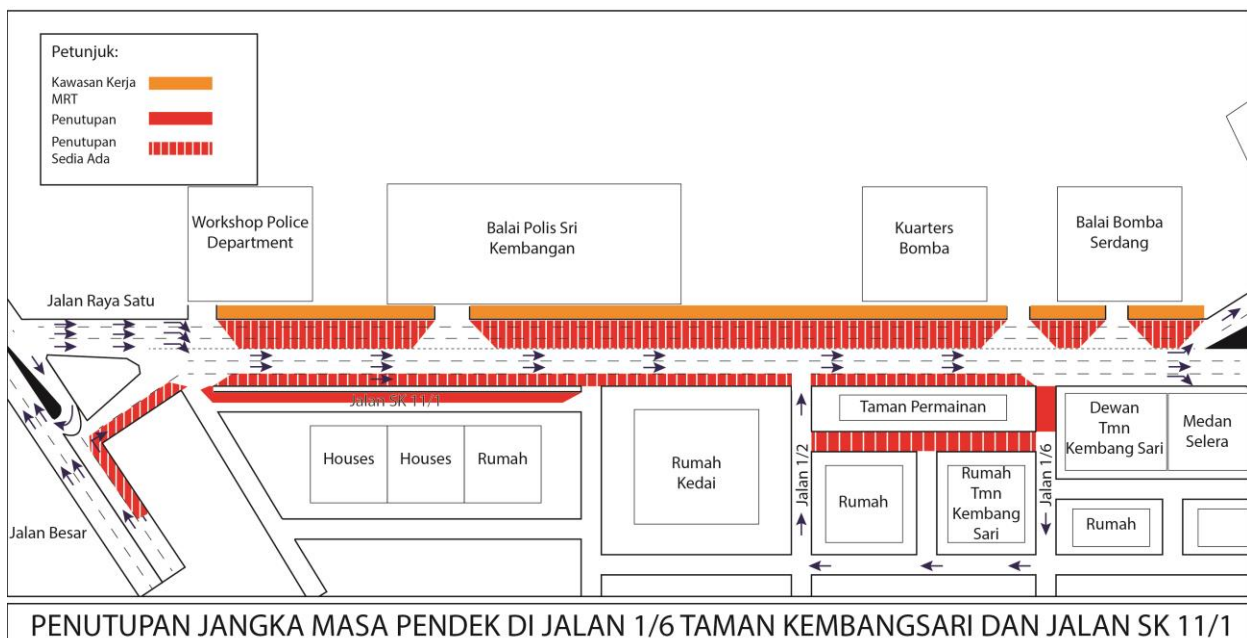 Petunjuk:
Kawasan Kerja
MRT
Penutupan
Penutupan
Sedia Ada
Workshop Police
Department
Balai Polis Sri
Kembangan
Kuarters
Bomba
Balai Bomba
Serdang
Jalan Raya Satu
Jalan SK 11/1
Taman Permainan
Dewan
Tmn
Kembang Sari
Medan
Selera
Houses
Houses
Rumah
Rumah
Kedai
Jalan 1/2
Rumah
Rumah
Tmn
Kembang
Sari
Jalan 1/6
Rumah
Jalan Besar
PENUTUPAN JANGKA MASA PENDEK DI JALAN 1/6 TAMAN KEMBANGSARI DAN JALAN SK 11/1